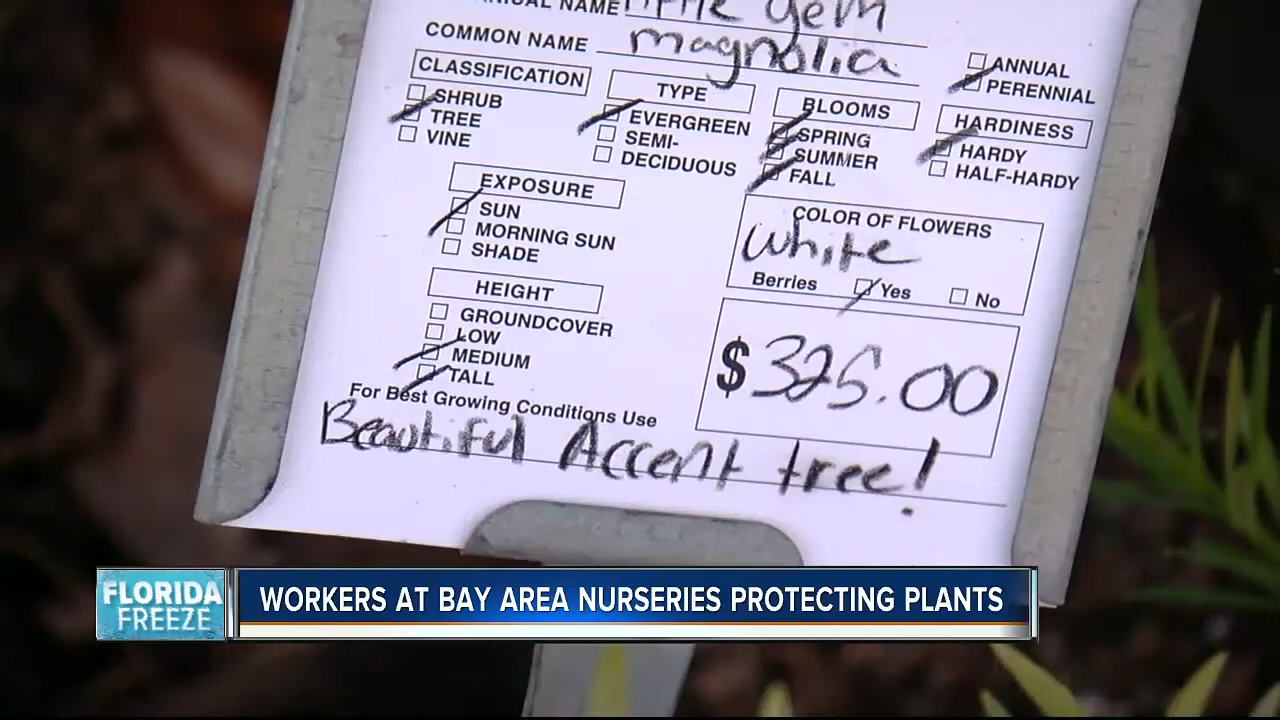 NAME little gem
COMMON NAME magnolia
CLASSIFICATION
SHRUB
TREE
VINE
TYPE
EVERGREEN
SEMI-
DECIDUOUS
BLOOMS
SPRING
SUMMER
FALL
ANNUAL
PERENNIAL
HARDINESS
HARDY
HALF-HARDY
EXPOSURE
SUN
MORNING SUN
SHADE
COLOR OF FLOWERS
white
Berries Yes No
HEIGHT
GROUNDCOVER
LOW
MEDIUM
TALL
$325.00
For Best Growing Conditions Use
Beautiful Accent tree!
FLORIDA
FREEZE
WORKERS AT BAY AREA NURSERIES PROTECTING PLANTS